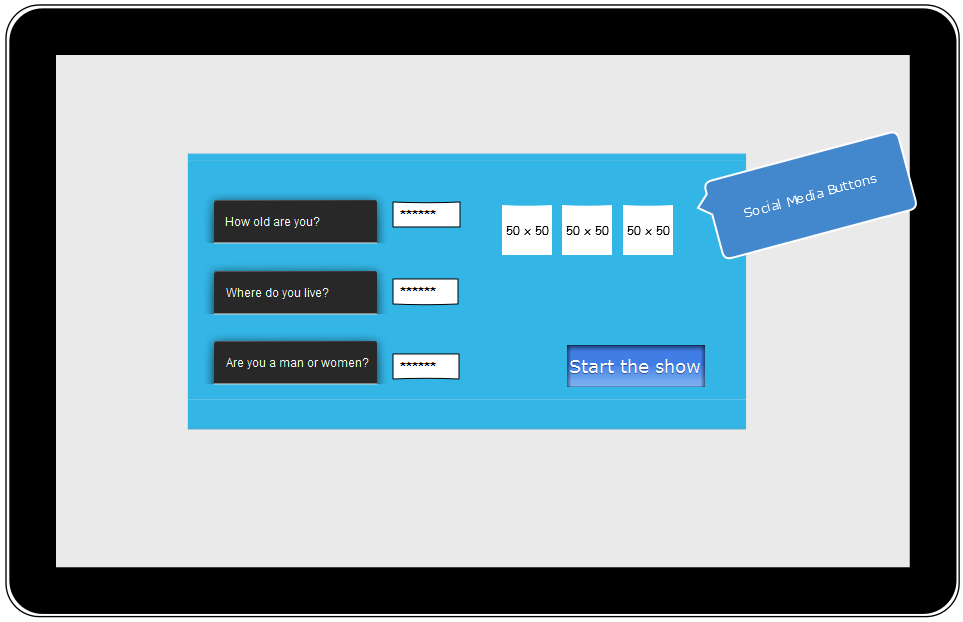 How old are you?
******
50 x 50
50 x 50
50 x 50
Social Media Buttons
Where do you live?
******
Are you a man or women?
******
Start the show